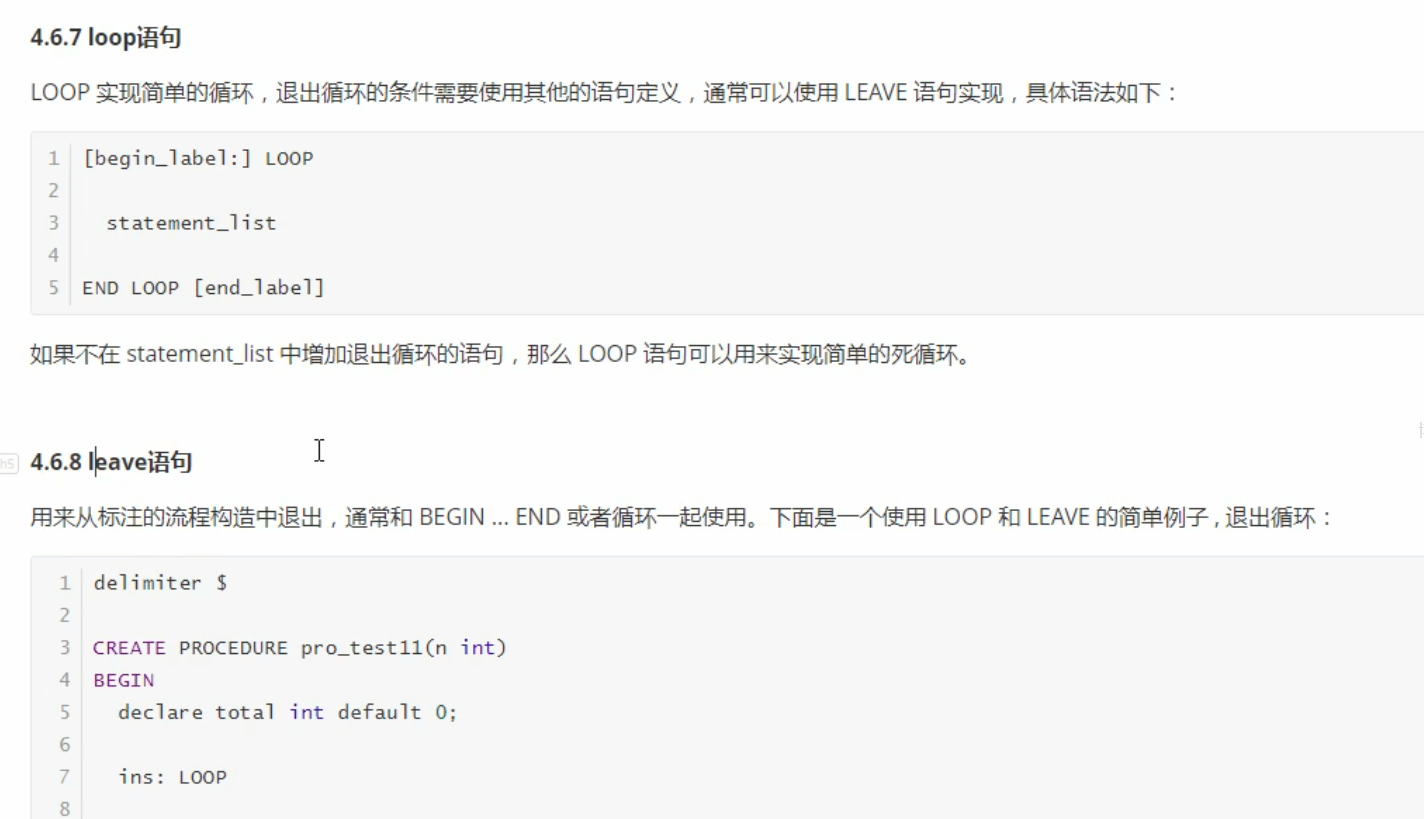 4.6.7 loop语句
LOOP 实现简单的循环，退出循环的条件需要使用其他的语句定义，通常可以使用 LEAVE 语句实现，具体语法如下：
1 [begin_label:] LOOP
2
3 statement_list
4
5 END LOOP [end_label]
如果不在 statement_list 中增加退出循环的语句，那么 LOOP 语句可以用来实现简单的死循环。
h5 4.6.8 leave语句
用来从标注的流程构造中退出，通常和 BEGIN ... END 或者循环一起使用。下面是一个使用 LOOP 和 LEAVE 的简单例子 , 退出循环：
1 delimiter $
2
3 CREATE PROCEDURE pro_test11(n int)
4 BEGIN
5 declare total int default 0;
6
7 ins: LOOP
8